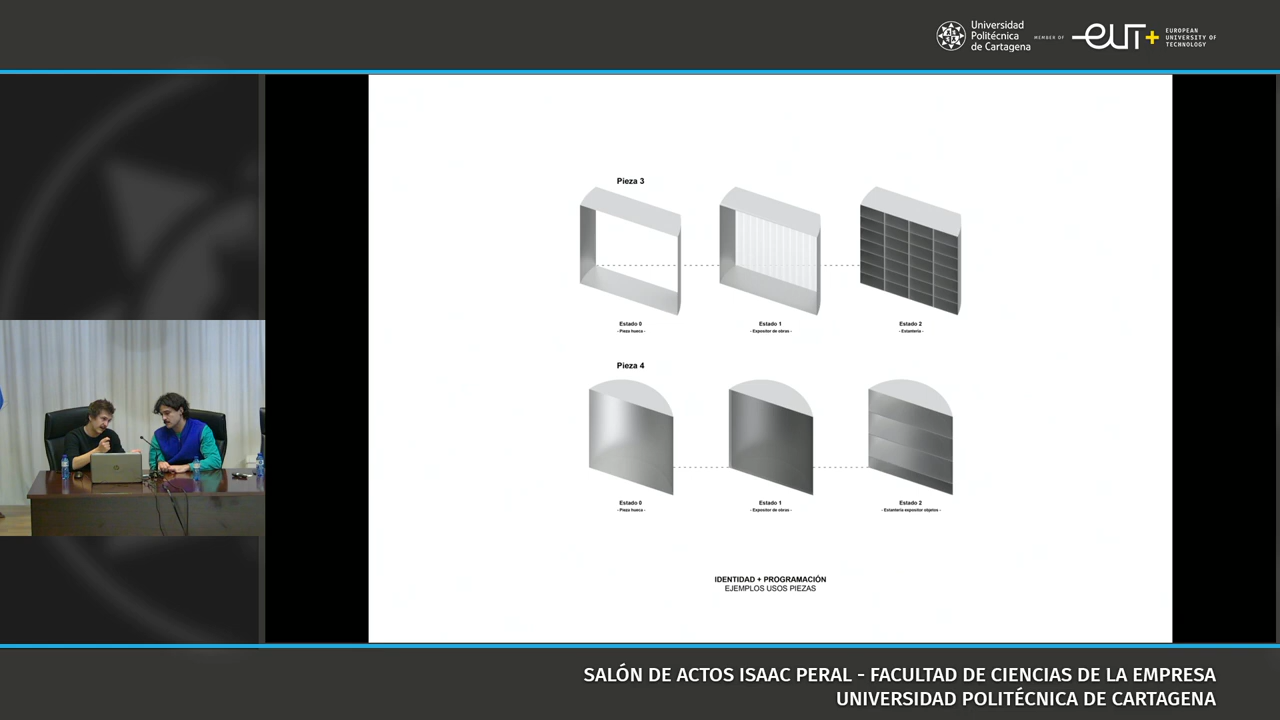 Universidad
Politécnica
de Cartagena
MEMBER OF
EUT+
EUROPEAN
UNIVERSITY OF
TECHNOLOGY
Pieza 3
Estado 0
- Pieza hueca -
Estado 1
- Expositor de obras -
Estado 2
- Estantería -
Pieza 4
Estado 0
- Pieza hueca -
Estado 1
- Expositor de obras -
Estado 2
- Estantería expositor objetos -
IDENTIDAD + PROGRAMACIÓN
EJEMPLOS USOS PIEZAS
SALÓN DE ACTOS ISAAC PERAL - FACULTAD DE CIENCIAS DE LA EMPRESA
UNIVERSIDAD POLITÉCNICA DE CARTAGENA